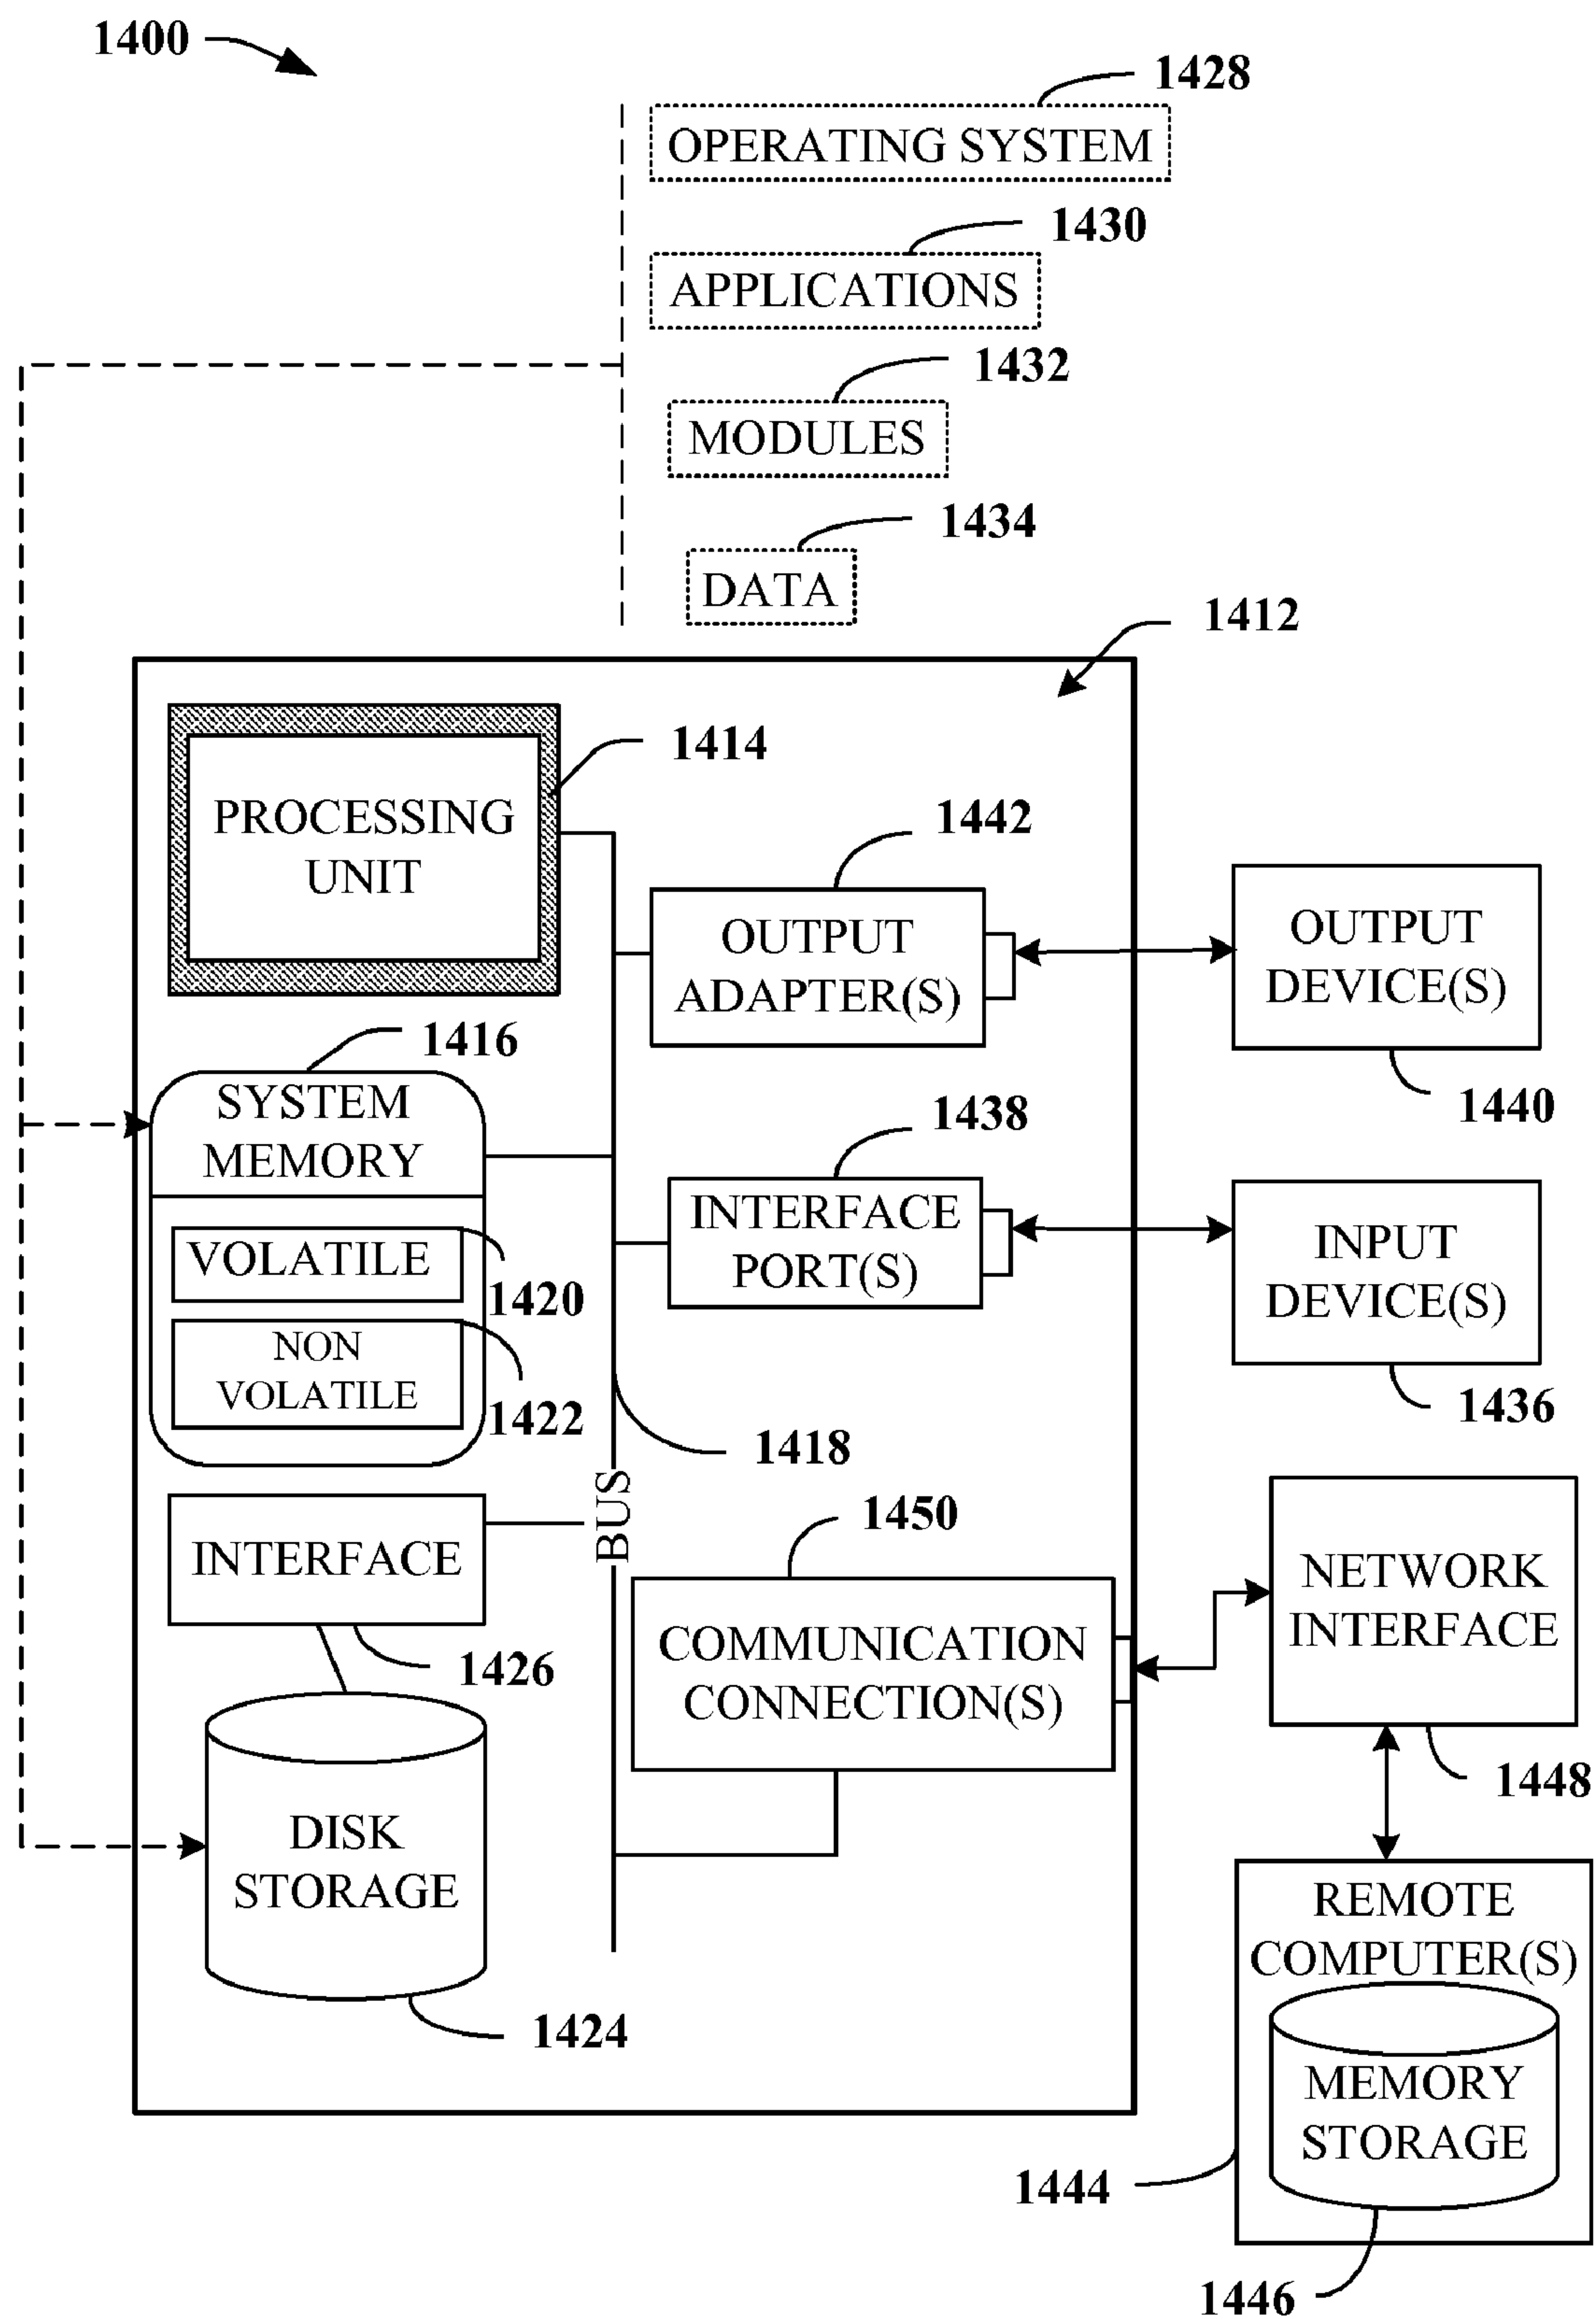 1400
1428
OPERATING SYSTEM
1430
APPLICATIONS
1432
MODULES
1434
DATA
1412
1414
PROCESSING
UNIT
1442
OUTPUT
ADAPTER(S)
OUTPUT
DEVICE(S)
1440
1416
SYSTEM
MEMORY
1438
INTERFACE
PORT(S)
INPUT
DEVICE(S)
1436
VOLATILE
1420
NON
VOLATILE
1422
1418
BUS
INTERFACE
1426
1450
COMMUNICATION
CONNECTION(S)
NETWORK
INTERFACE
1448
DISK
STORAGE
1424
REMOTE
COMPUTER(S)
MEMORY
STORAGE
1444
1446